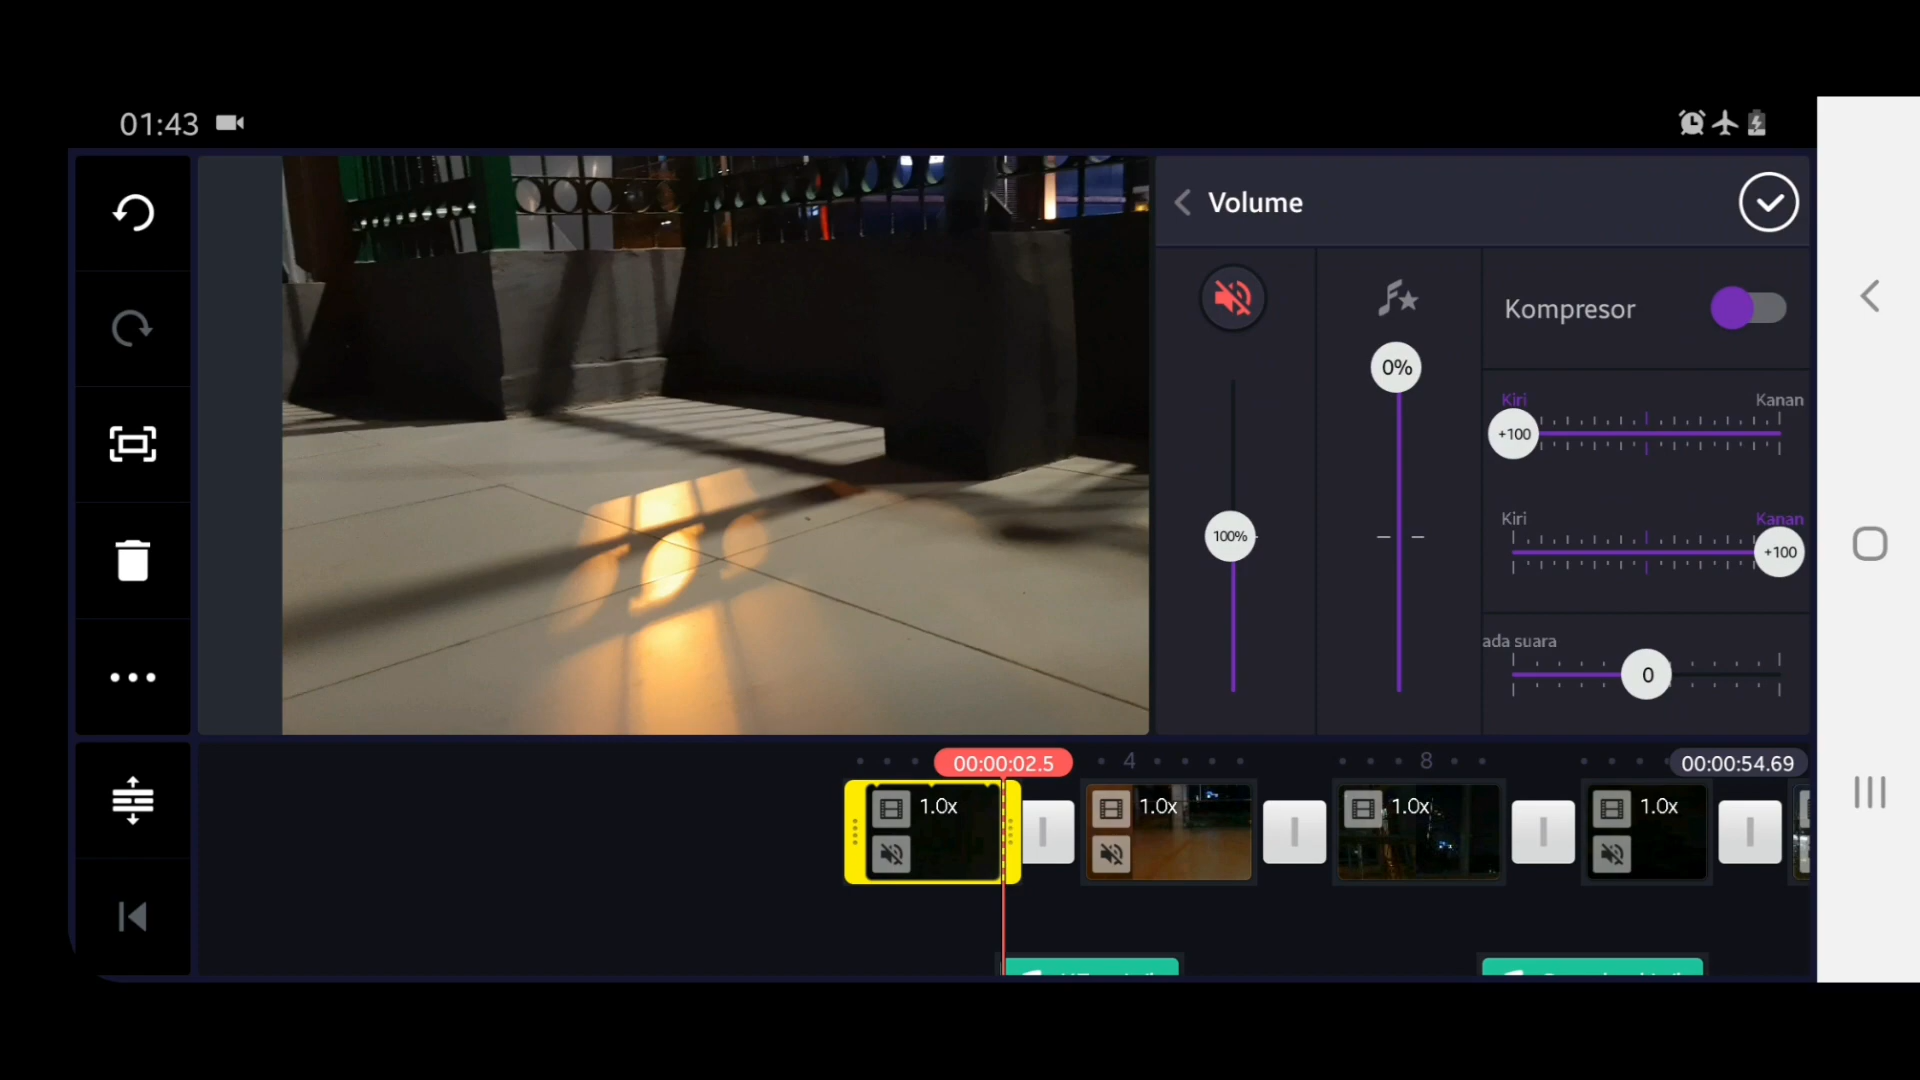 01:43
Volume
Kompresor
0%
100%
Kiri
Kanan
+100
Kiri
Kanan
+100
ada suara
0
00:00:02.5
4
8
00:00:54.69
1.0x
1.0x
1.0x
1.0x